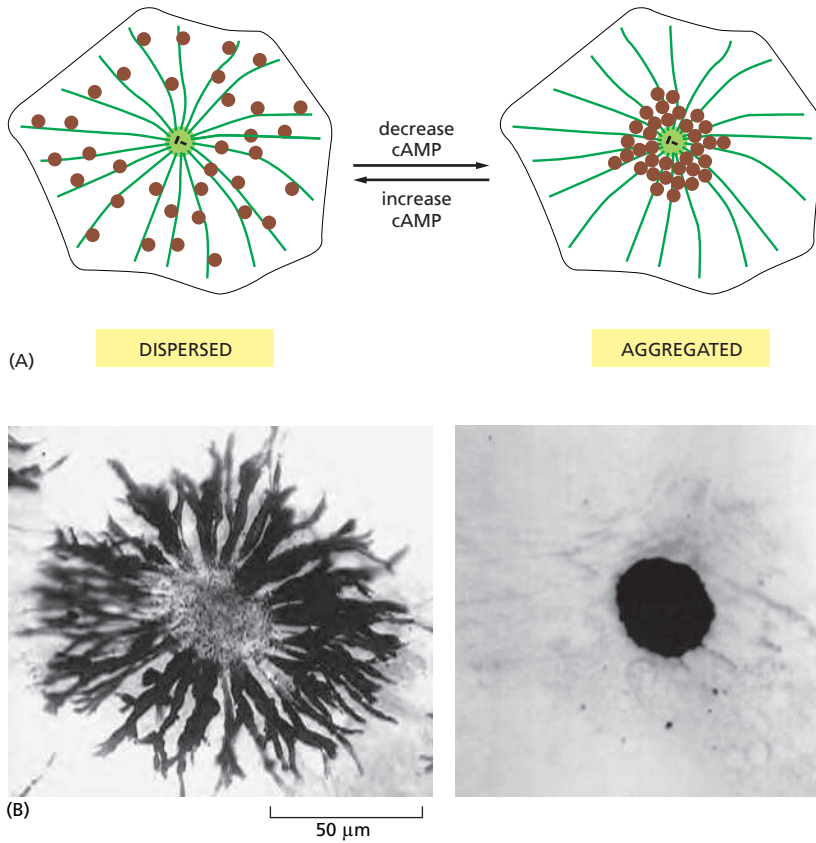 decrease
cAMP
increase
cAMP
DISPERSED
AGGREGATED
(A)
(B)
50 μm